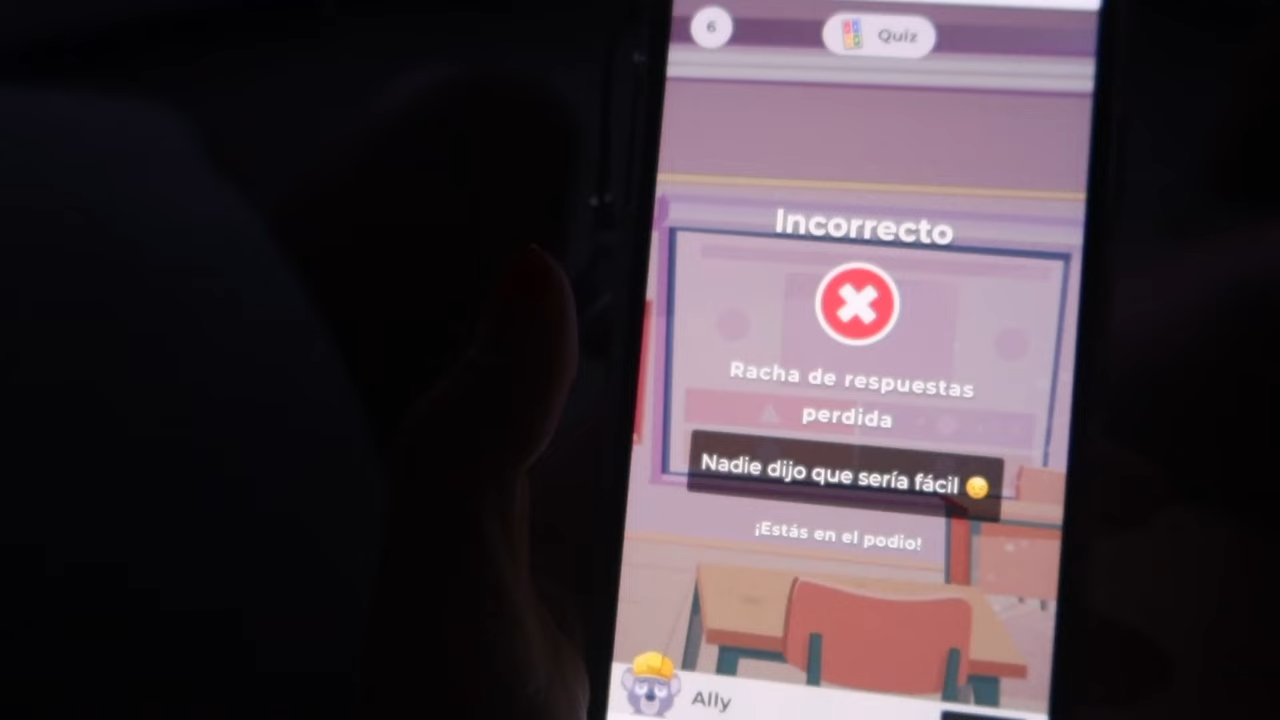 6
Quiz
Incorrecto
Racha de respuestas
perdida
Nadie dijo que sería fácil 😉
¡Estás en el podio!
Ally